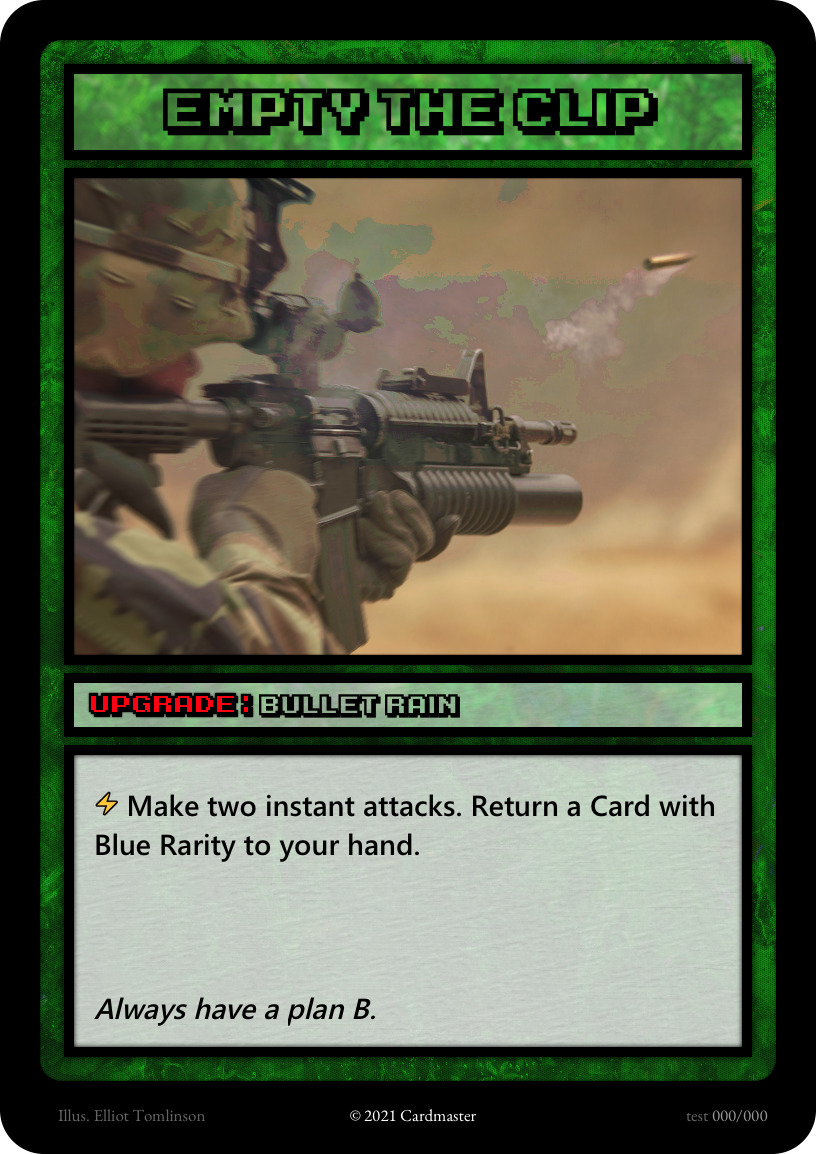 EMPTY THE CLIP
UPGRADE: BULLET RAIN
⚡ Make two instant attacks. Return a Card with
Blue Rarity to your hand.
Always have a plan B.
Illus. Elliot Tomlinson © 2021 Cardmaster test 000/000